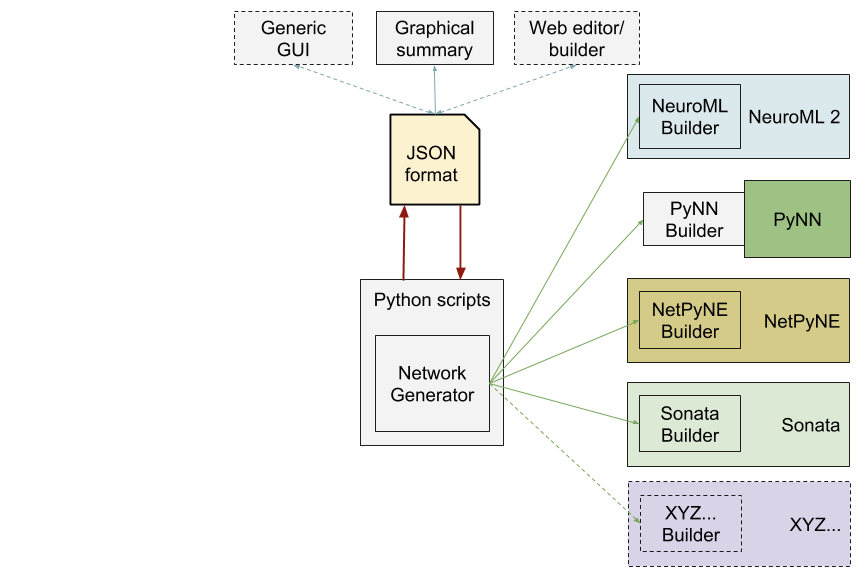 Generic
GUI
Graphical
summary
Web editor/
builder
JSON
format
Python scripts
Network
Generator
NeuroML
Builder
NeuroML 2
PyNN
Builder
PyNN
NetPyNE
Builder
NetPyNE
Sonata
Builder
Sonata
XYZ...
Builder
XYZ...